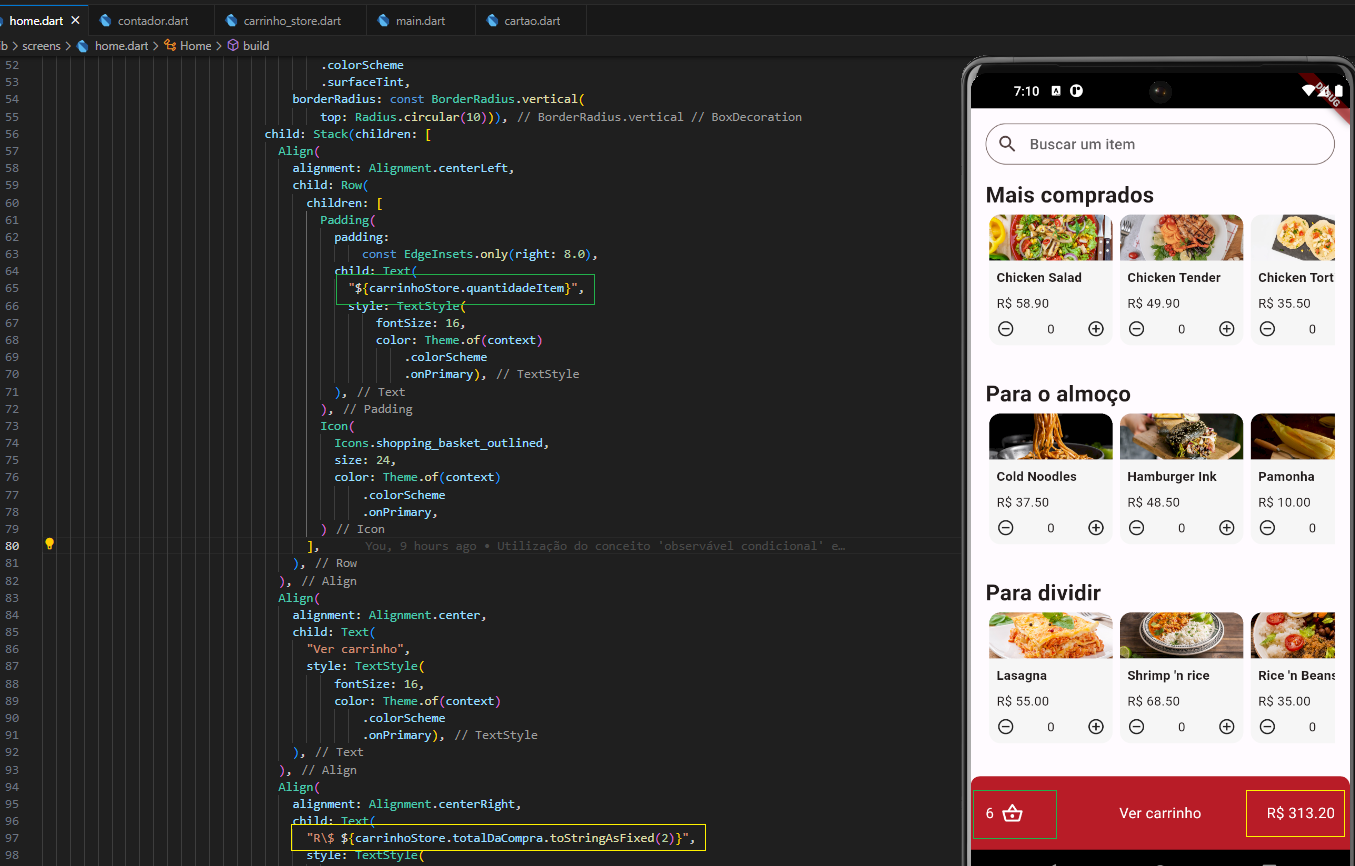 home.dart
contador.dart
carrinho_store.dart
main.dart
cartao.dart
ib > screens > home.dart > Home > build
52 .colorScheme
53 .surfaceTint,
54 borderRadius: const BorderRadius.vertical(
55 top: Radius.circular(10))), // BorderRadius.vertical // BoxDecoration
56 child: Stack(children: [
57 Align(
58 alignment: Alignment.centerLeft,
59 child: Row(
60 children: [
61 Padding(
62 padding:
63 const EdgeInsets.only(right: 8.0),
64 child: Text(
65 "${carrinhoStore.quantidadeItem}",
66 style: TextStyle(
67 fontSize: 16,
68 color: Theme.of(context)
69 .colorScheme
70 .onPrimary), // TextStyle
71 ), // Text
72 ), // Padding
73 Icon(
74 Icons.shopping_basket_outlined,
75 size: 24,
76 color: Theme.of(context)
77 .colorScheme
78 .onPrimary,
79 ) // Icon
80 ], You, 9 hours ago • Utilização do conceito 'observável condicional' e…
81 ), // Row
82 ), // Align
83 Align(
84 alignment: Alignment.center,
85 child: Text(
86 "Ver carrinho",
87 style: TextStyle(
88 fontSize: 16,
89 color: Theme.of(context)
90 .colorScheme
91 .onPrimary), // TextStyle
92 ), // Text
93 ), // Align
94 Align(
95 alignment: Alignment.centerRight,
96 child: Text(
97 "R\$ ${carrinhoStore.totalDaCompra.toStringAsFixed(2)}",
98 style: TextStyle(
7:10
DEBUG
Buscar um item
Mais comprados
Chicken Salad
R$ 58.90
0
Chicken Tender
R$ 49.90
0
Chicken Tort
R$ 35.50
0
Para o almoço
Cold Noodles
R$ 37.50
0
Hamburger Ink
R$ 48.50
0
Pamonha
R$ 10.00
0
Para dividir
Lasagna
R$ 55.00
0
Shrimp 'n rice
R$ 68.50
0
Rice 'n Beans
R$ 35.00
0
6
Ver carrinho
R$ 313.20